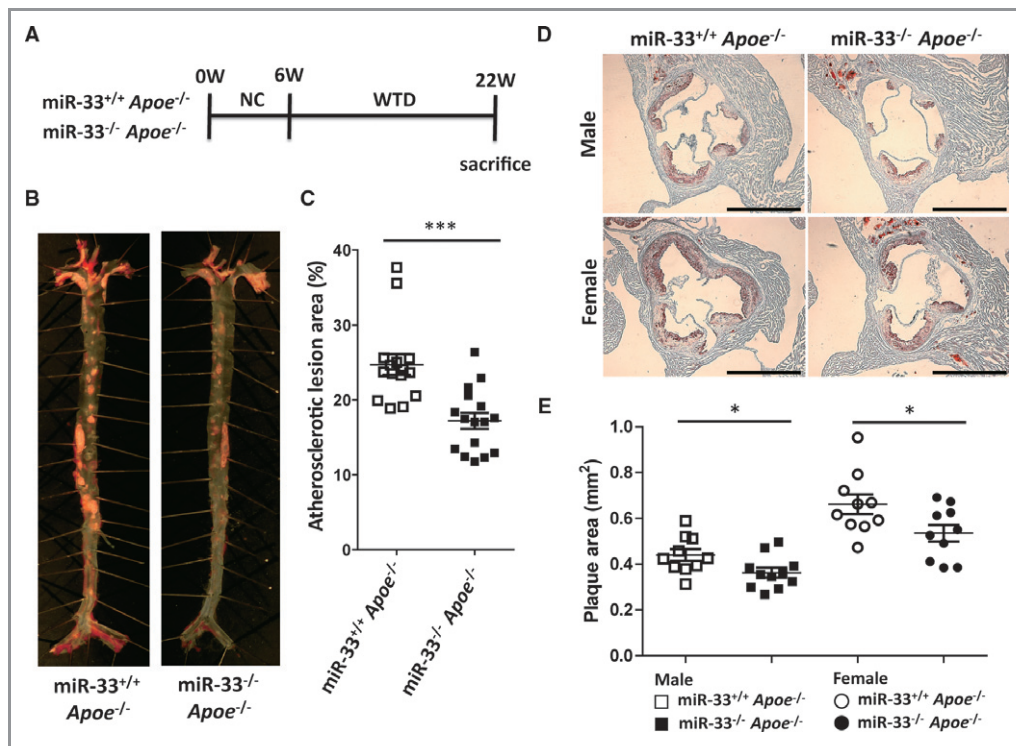 A
0W 6W 22W
NC WTD
miR-33+/+ Apoe-/-
miR-33-/- Apoe-/-
sacrifice
B
miR-33+/+
Apoe-/-
miR-33-/-
Apoe-/-
C
***
Atherosclerotic lesion area (%)
40
30
20
10
0
miR-33+/+ Apoe-/-
miR-33-/- Apoe-/-
D
miR-33+/+ Apoe-/-
miR-33-/- Apoe-/-
Male
Female
E
* *
Plaque area (mm2)
1.0
0.8
0.6
0.4
0.2
0.0
Male
miR-33+/+ Apoe-/-
miR-33-/- Apoe-/-
Female
miR-33+/+ Apoe-/-
miR-33-/- Apoe-/-